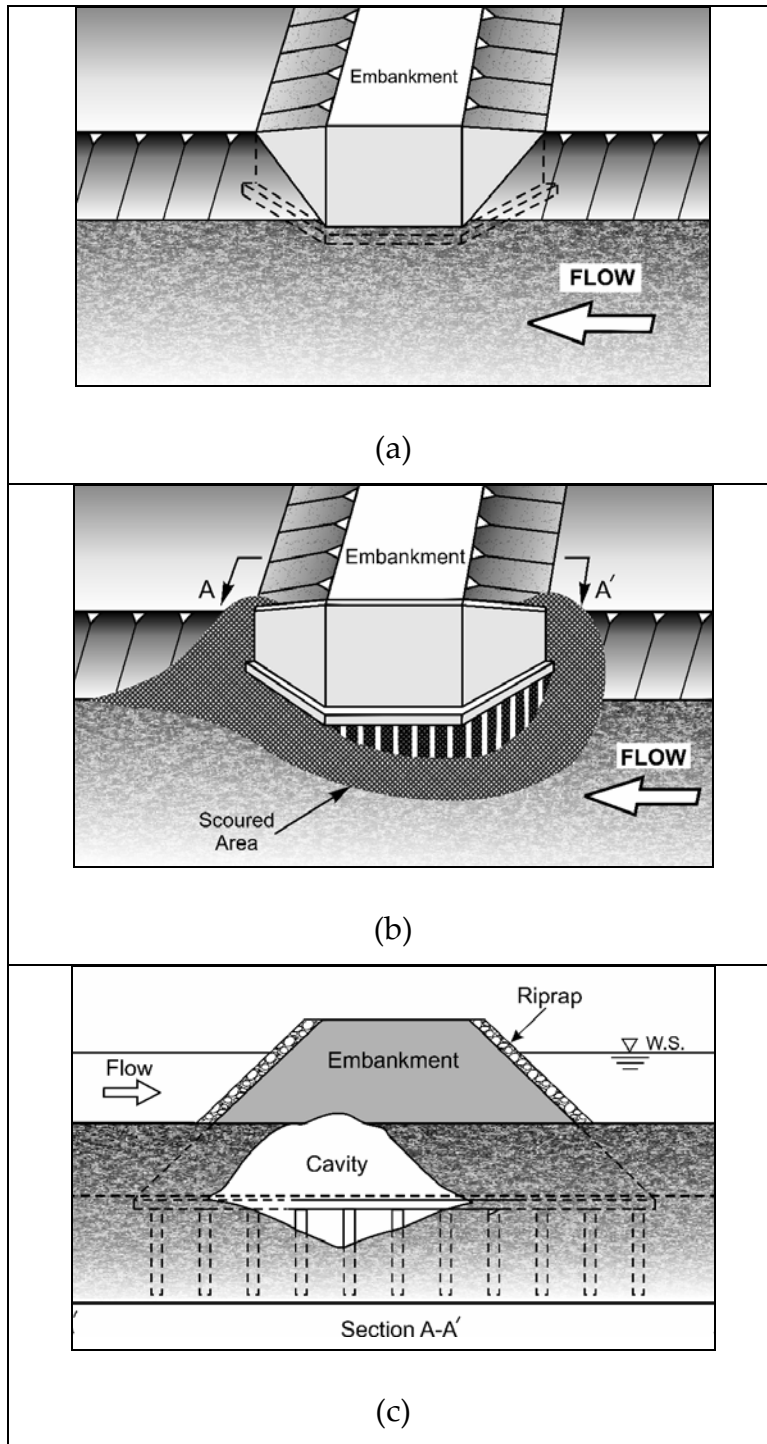 Embankment
FLOW
(a)
Embankment
A
A′
FLOW
Scoured
Area
(b)
Riprap
W.S.
Flow
Embankment
Cavity
Section A-A′
(c)